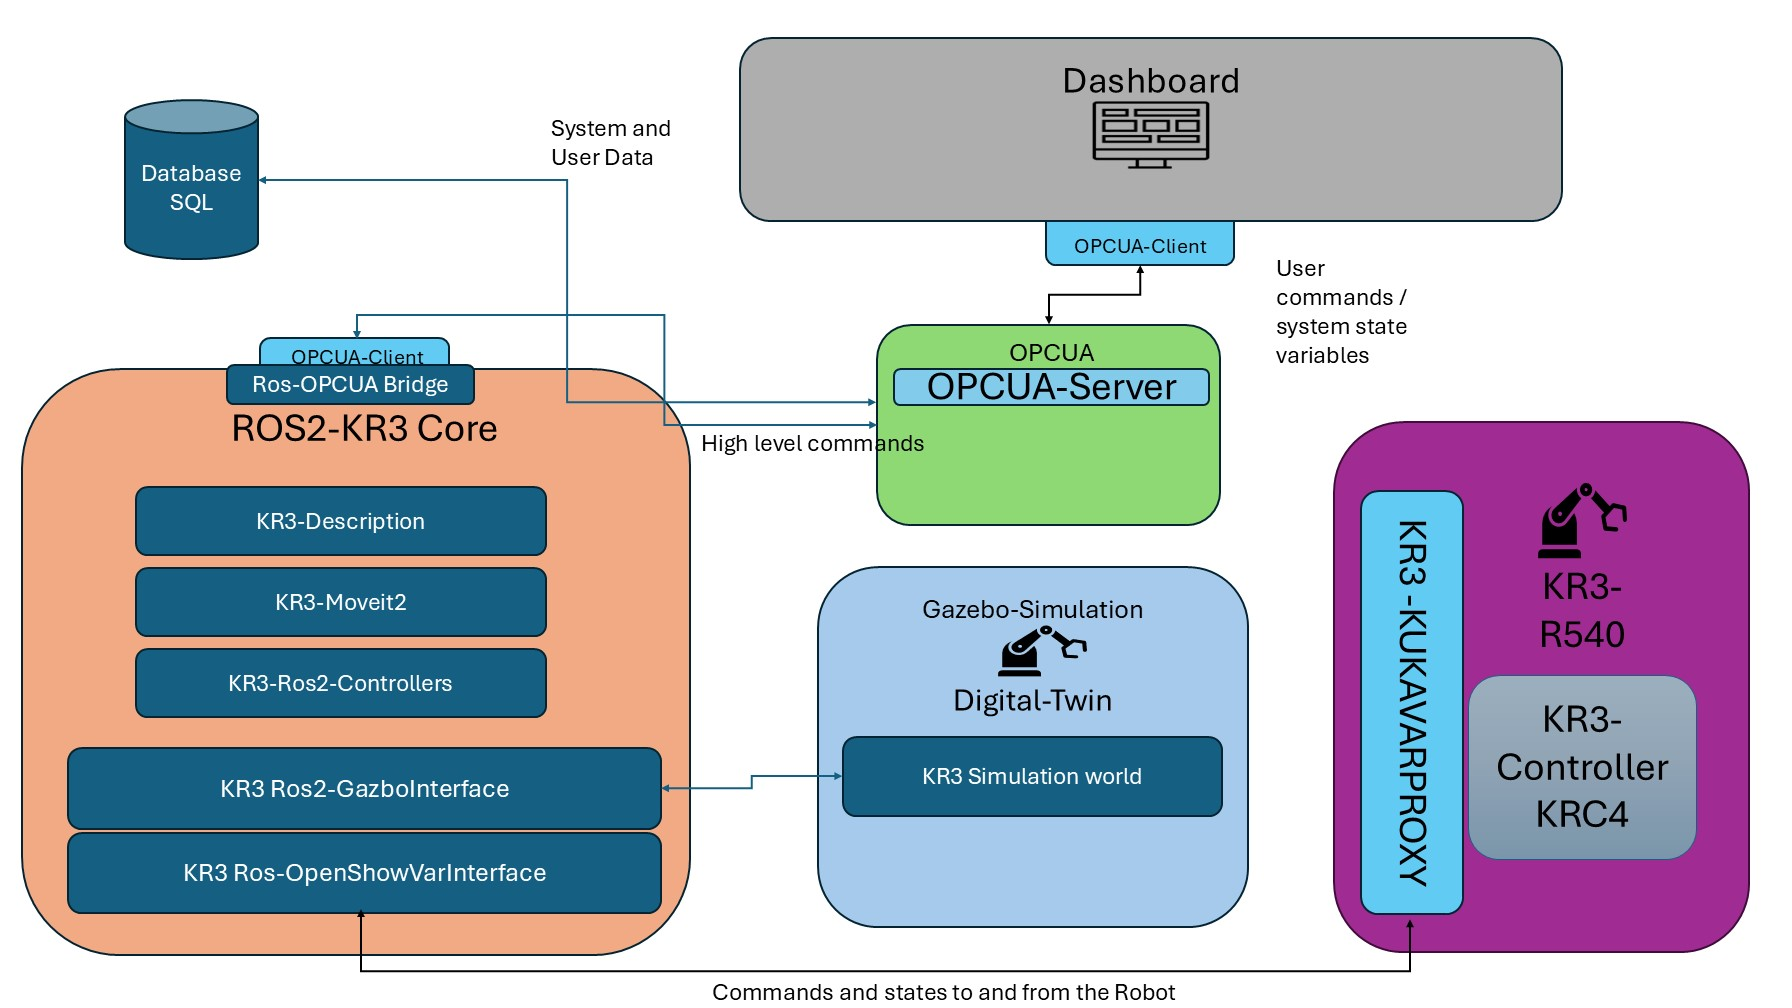 Dashboard
System and
User Data
Database
SQL
OPCUA-Client
User
commands /
system state
variables
OPCUA-Client
Ros-OPCUA Bridge
ROS2-KR3 Core
OPCUA
OPCUA-Server
High level commands
KR3-Description
KR3-Moveit2
KR3-Ros2-Controllers
KR3 Ros2-GazboInterface
KR3 Ros-OpenShowVarInterface
Gazebo-Simulation
Digital-Twin
KR3 Simulation world
KR3 -KUKAVARPROXY
KR3-
R540
KR3-
Controller
KRC4
Commands and states to and from the Robot